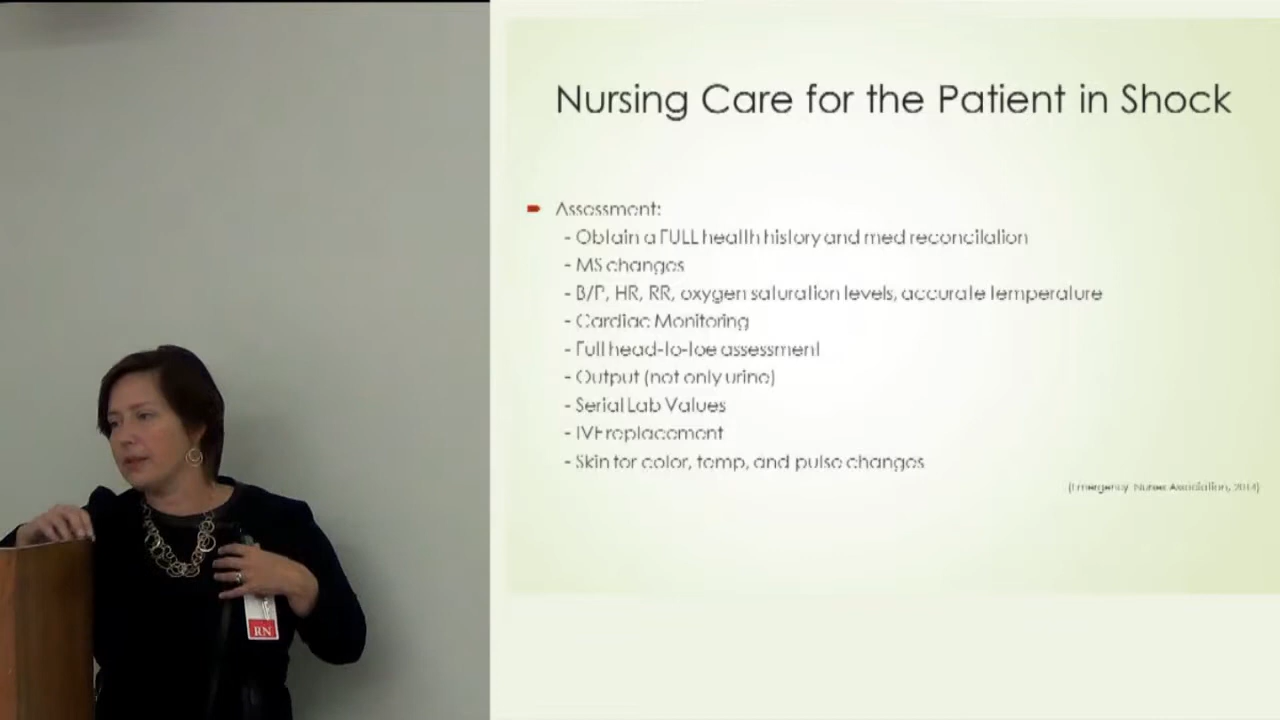 Nursing Care for the Patient in Shock
Assessment:
- Obtain a FULL health history and med reconciliation
- MS changes
- B/P, HR, RR, oxygen saturation levels, accurate temperature
- Cardiac Monitoring
- Full head-to-toe assessment
- Output (not only urine)
- Serial Lab Values
- IVF replacement
- Skin for color, temp, and pulse changes
(Emergency Nurses Association, 2014)
RN